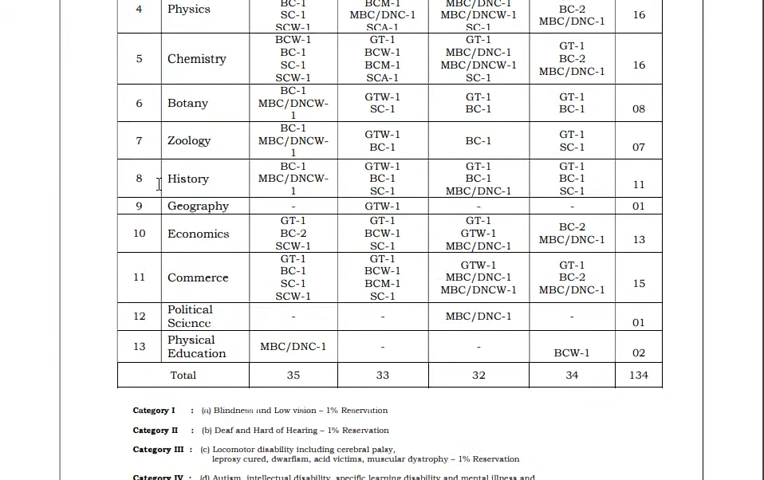 4 Physics BC-1 SC-1 SCW-1 BCM-1 MBC/DNC-1 SCA-1 MBC/DNC-1 MBC/DNCW-1 SC-1 BC-2 MBC/DNC-1 16
5 Chemistry BCW-1 BC-1 SC-1 SCW-1 GT-1 BCW-1 BCM-1 SCA-1 GT-1 MBC/DNC-1 MBC/DNCW-1 SC-1 GT-1 BC-2 MBC/DNC-1 16
6 Botany BC-1 MBC/DNCW-1 GTW-1 SC-1 GT-1 BC-1 GT-1 BC-1 08
7 Zoology BC-1 MBC/DNCW-1 GTW-1 BC-1 BC-1 GT-1 SC-1 07
8 History BC-1 MBC/DNCW-1 GTW-1 BC-1 SC-1 GT-1 BC-1 MBC/DNC-1 GT-1 BC-1 SC-1 11
9 Geography - GTW-1 - - 01
10 Economics GT-1 BC-2 SCW-1 GT-1 BCW-1 SC-1 GT-1 GTW-1 MBC/DNC-1 BC-2 MBC/DNC-1 13
11 Commerce GT-1 BC-1 SC-1 SCW-1 GT-1 BCW-1 BCM-1 SC-1 GTW-1 MBC/DNC-1 MBC/DNCW-1 GT-1 BC-2 MBC/DNC-1 15
12 Political Science - - MBC/DNC-1 - 01
13 Physical Education MBC/DNC-1 - - BCW-1 02
Total 35 33 32 34 134
Category I : (a) Blindness and Low vision – 1% Reservation
Category II : (b) Deaf and Hard of Hearing – 1% Reservation
Category III : (c) Locomotor disability including cerebral palsy,
leprosy cured, dwarfism, acid victims, muscular dystrophy – 1% Reservation
Category IV : (d) Autism, intellectual disability, specific learning disability and mental illness and